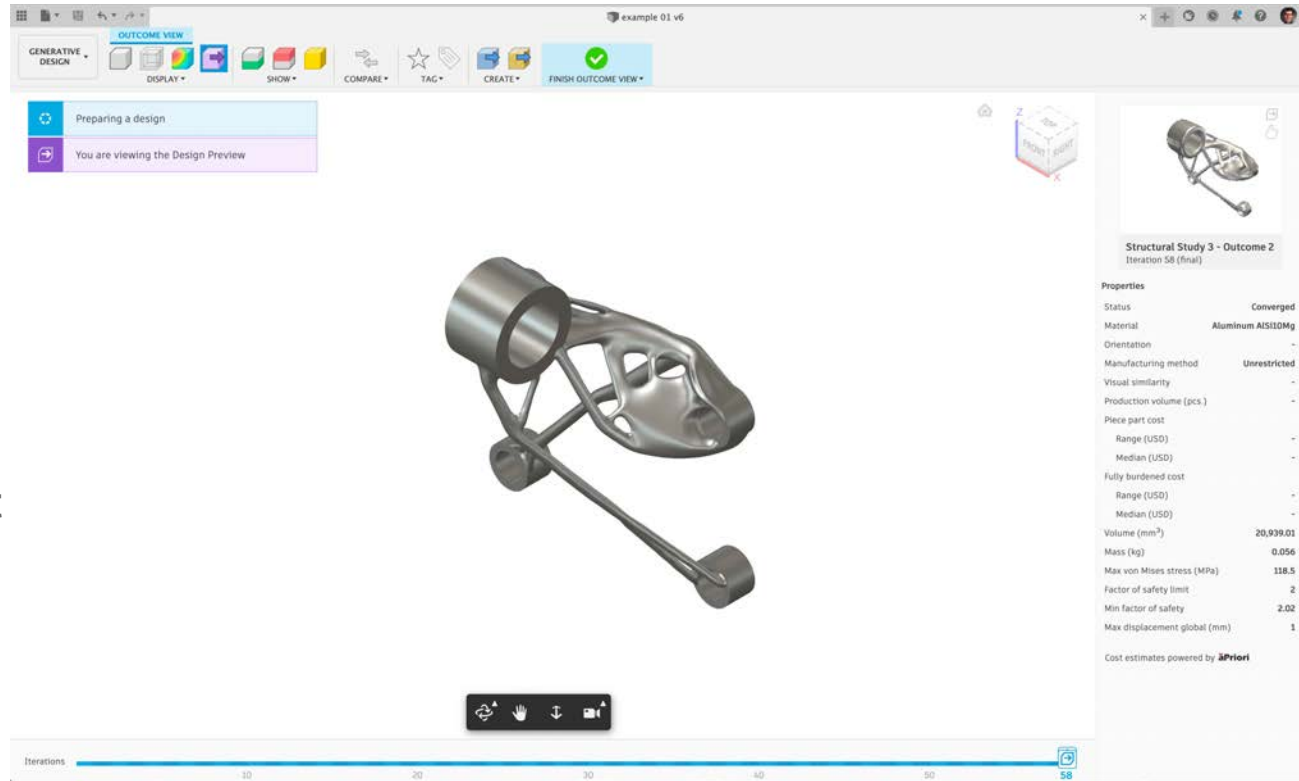 example 01 v6
OUTCOME VIEW
GENERATIVE DESIGN
DISPLAY
SHOW
COMPARE
TAG
CREATE
FINISH OUTCOME VIEW
Preparing a design
You are viewing the Design Preview
Z
TOP
FRONT
RIGHT
X
Structural Study 3 - Outcome 2
Iteration 58 (final)
Properties
Status Converged
Material Aluminum AlSi10Mg
Orientation -
Manufacturing method Unrestricted
Visual similarity -
Production volume (pcs.) -
Piece part cost
Range (USD) -
Median (USD) -
Fully burdened cost
Range (USD) -
Median (USD) -
Volume (mm³) 20,939.01
Mass (kg) 0.056
Max von Mises stress (MPa) 118.5
Factor of safety limit 2
Min factor of safety 2.02
Max displacement global (mm) 1
Cost estimates powered by aPriori
Iterations
10 20 30 40 50 58